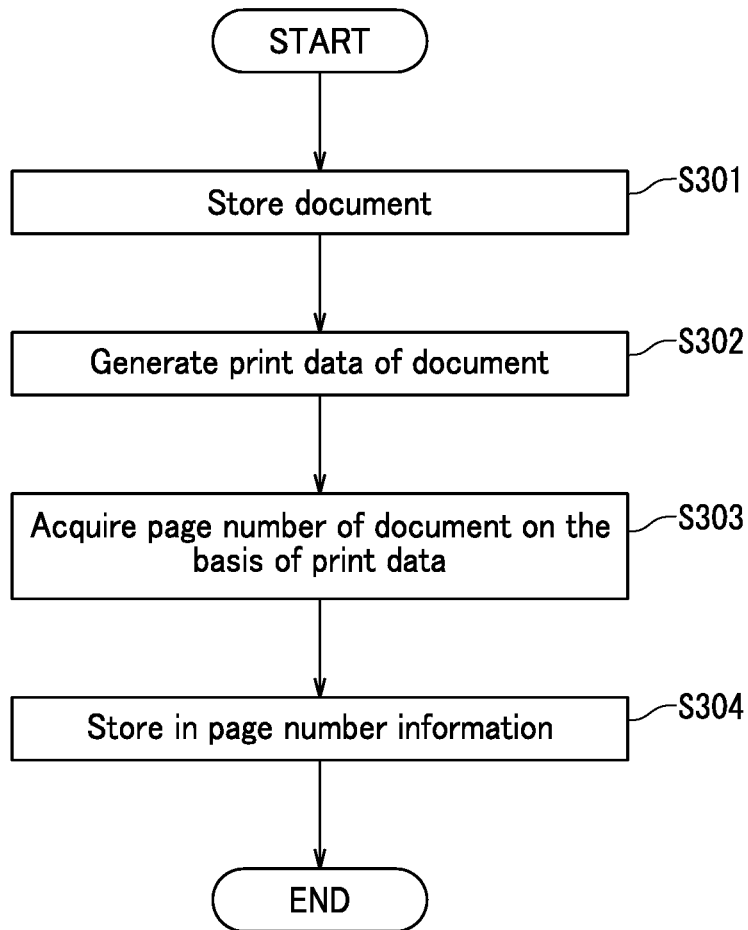 START
Store document
S301
Generate print data of document
S302
Acquire page number of document on the
basis of print data
S303
Store in page number information
S304
END